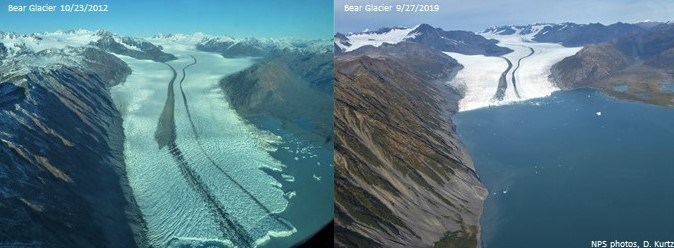 Bear Glacier 10/23/2012
Bear Glacier 9/27/2019
NPS photos, D. Kurtz